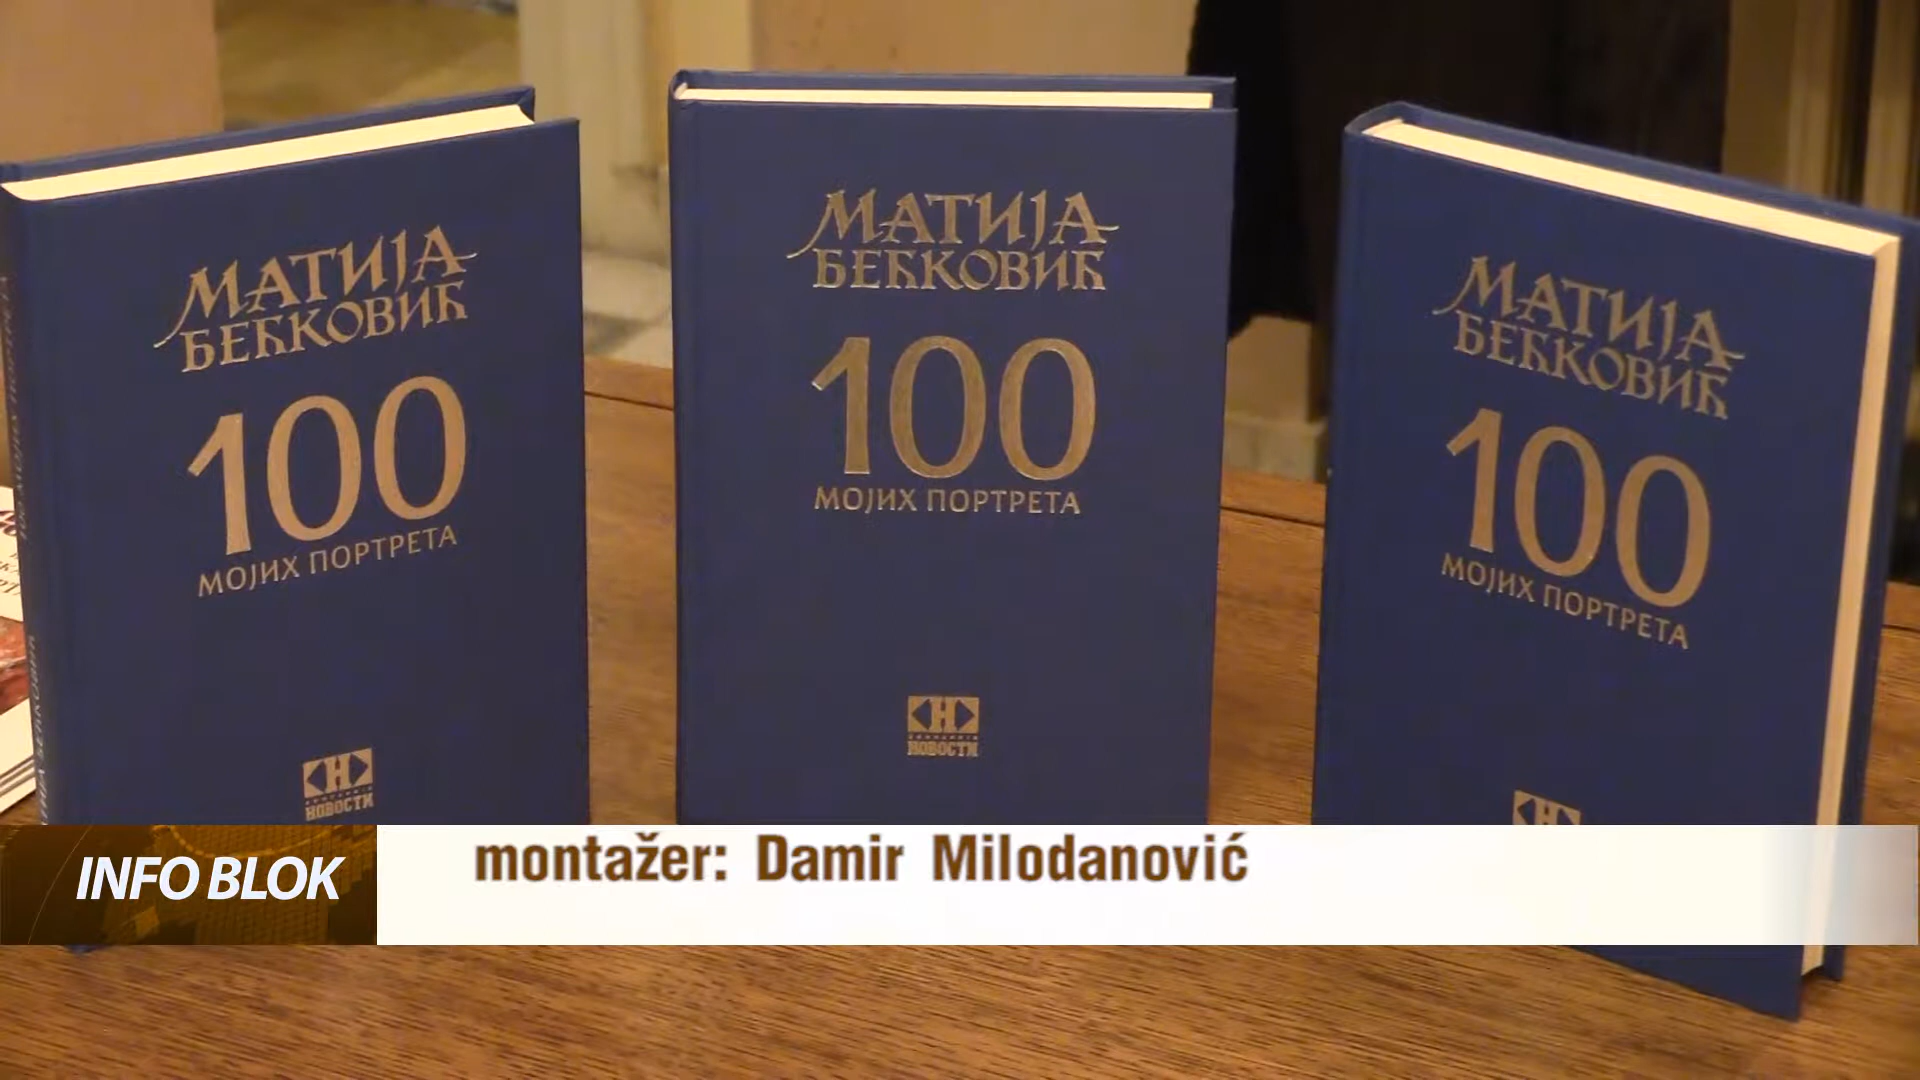 МАТИЈА
БЕЋКОВИЋ
100
МОЈИХ ПОРТРЕТА
Н
НОВОСТИ
МАТИЈА
БЕЋКОВИЋ
100
МОЈИХ ПОРТРЕТА
Н
НОВОСТИ
МАТИЈА
БЕЋКОВИЋ
100
МОЈИХ ПОРТРЕТА
INFO BLOK
montažer: Damir Milodanović